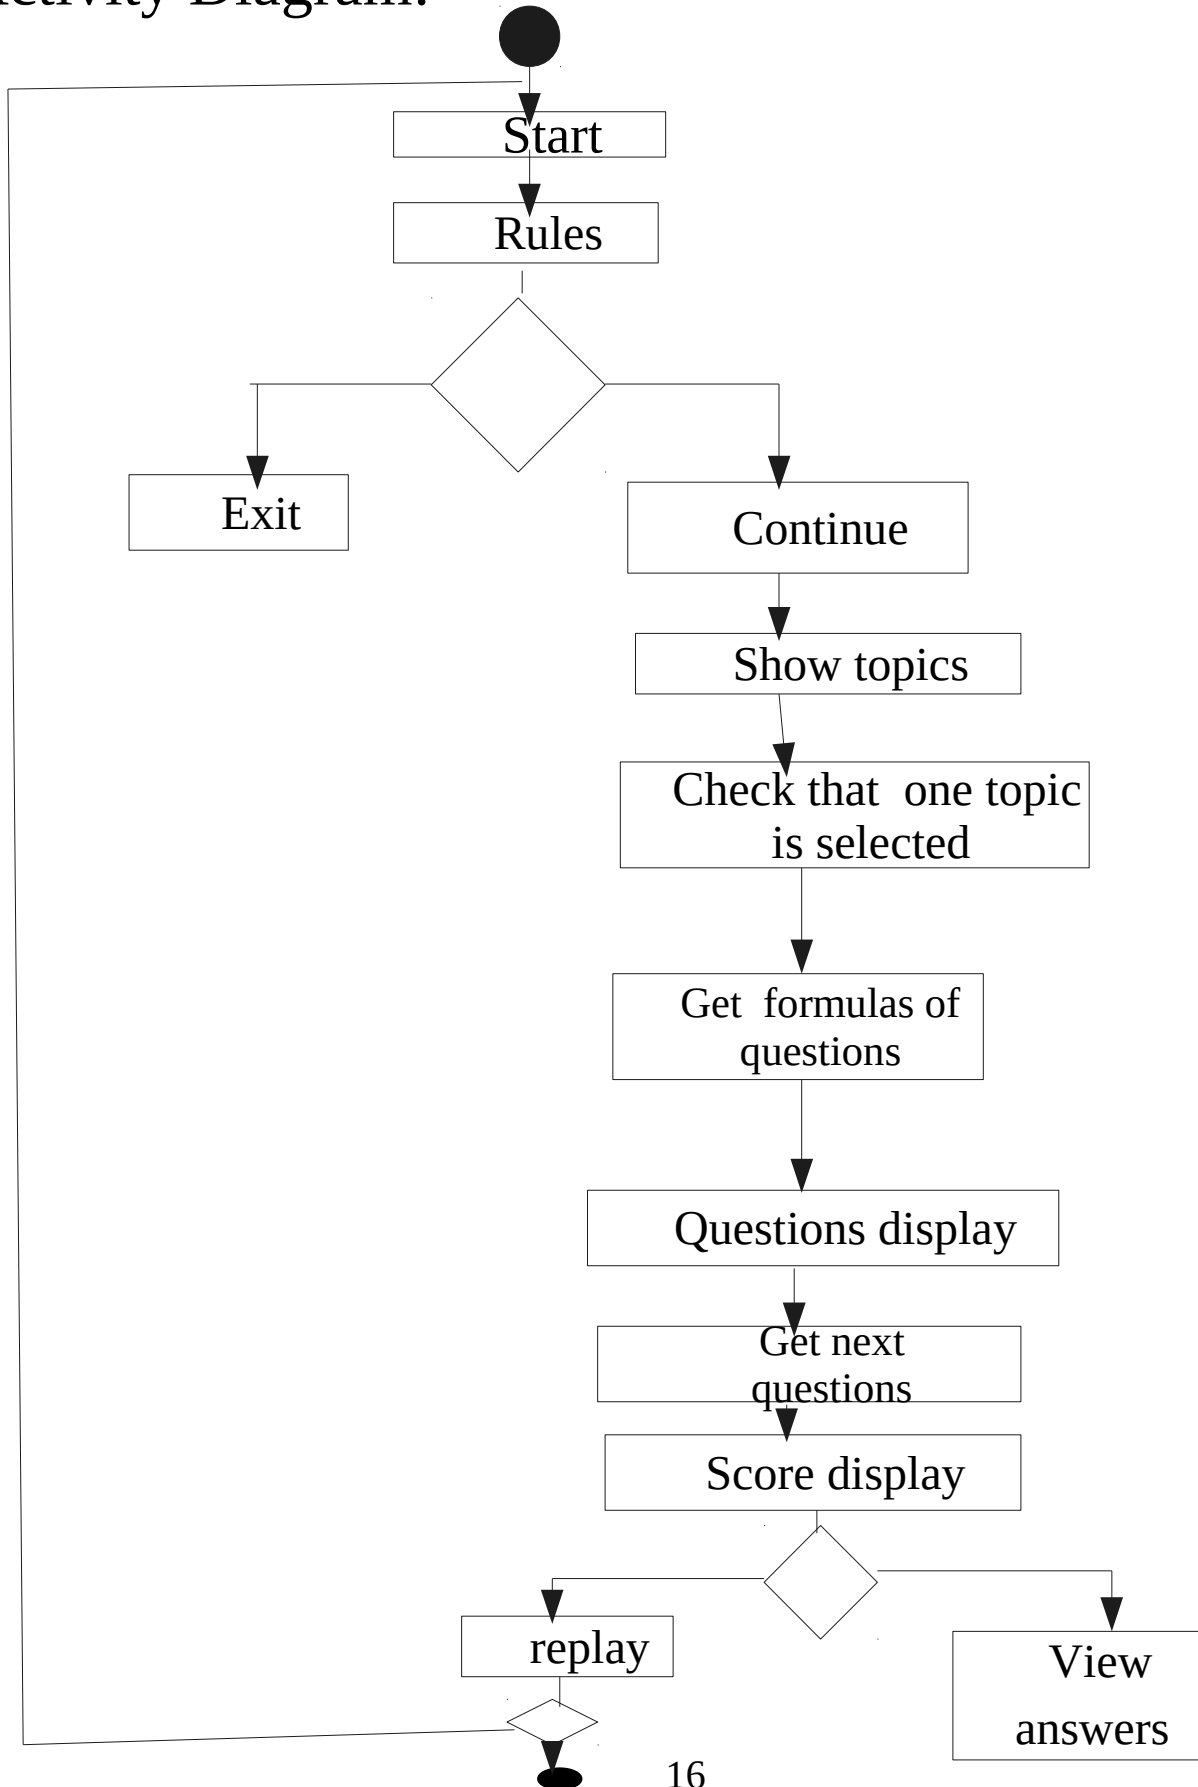 Activity Diagram:
Start
Rules
Exit
Continue
Show topics
Check that  one topic
is selected
Get  formulas of
questions
Questions display
Get next
questions
Score display
replay
View
answers
16